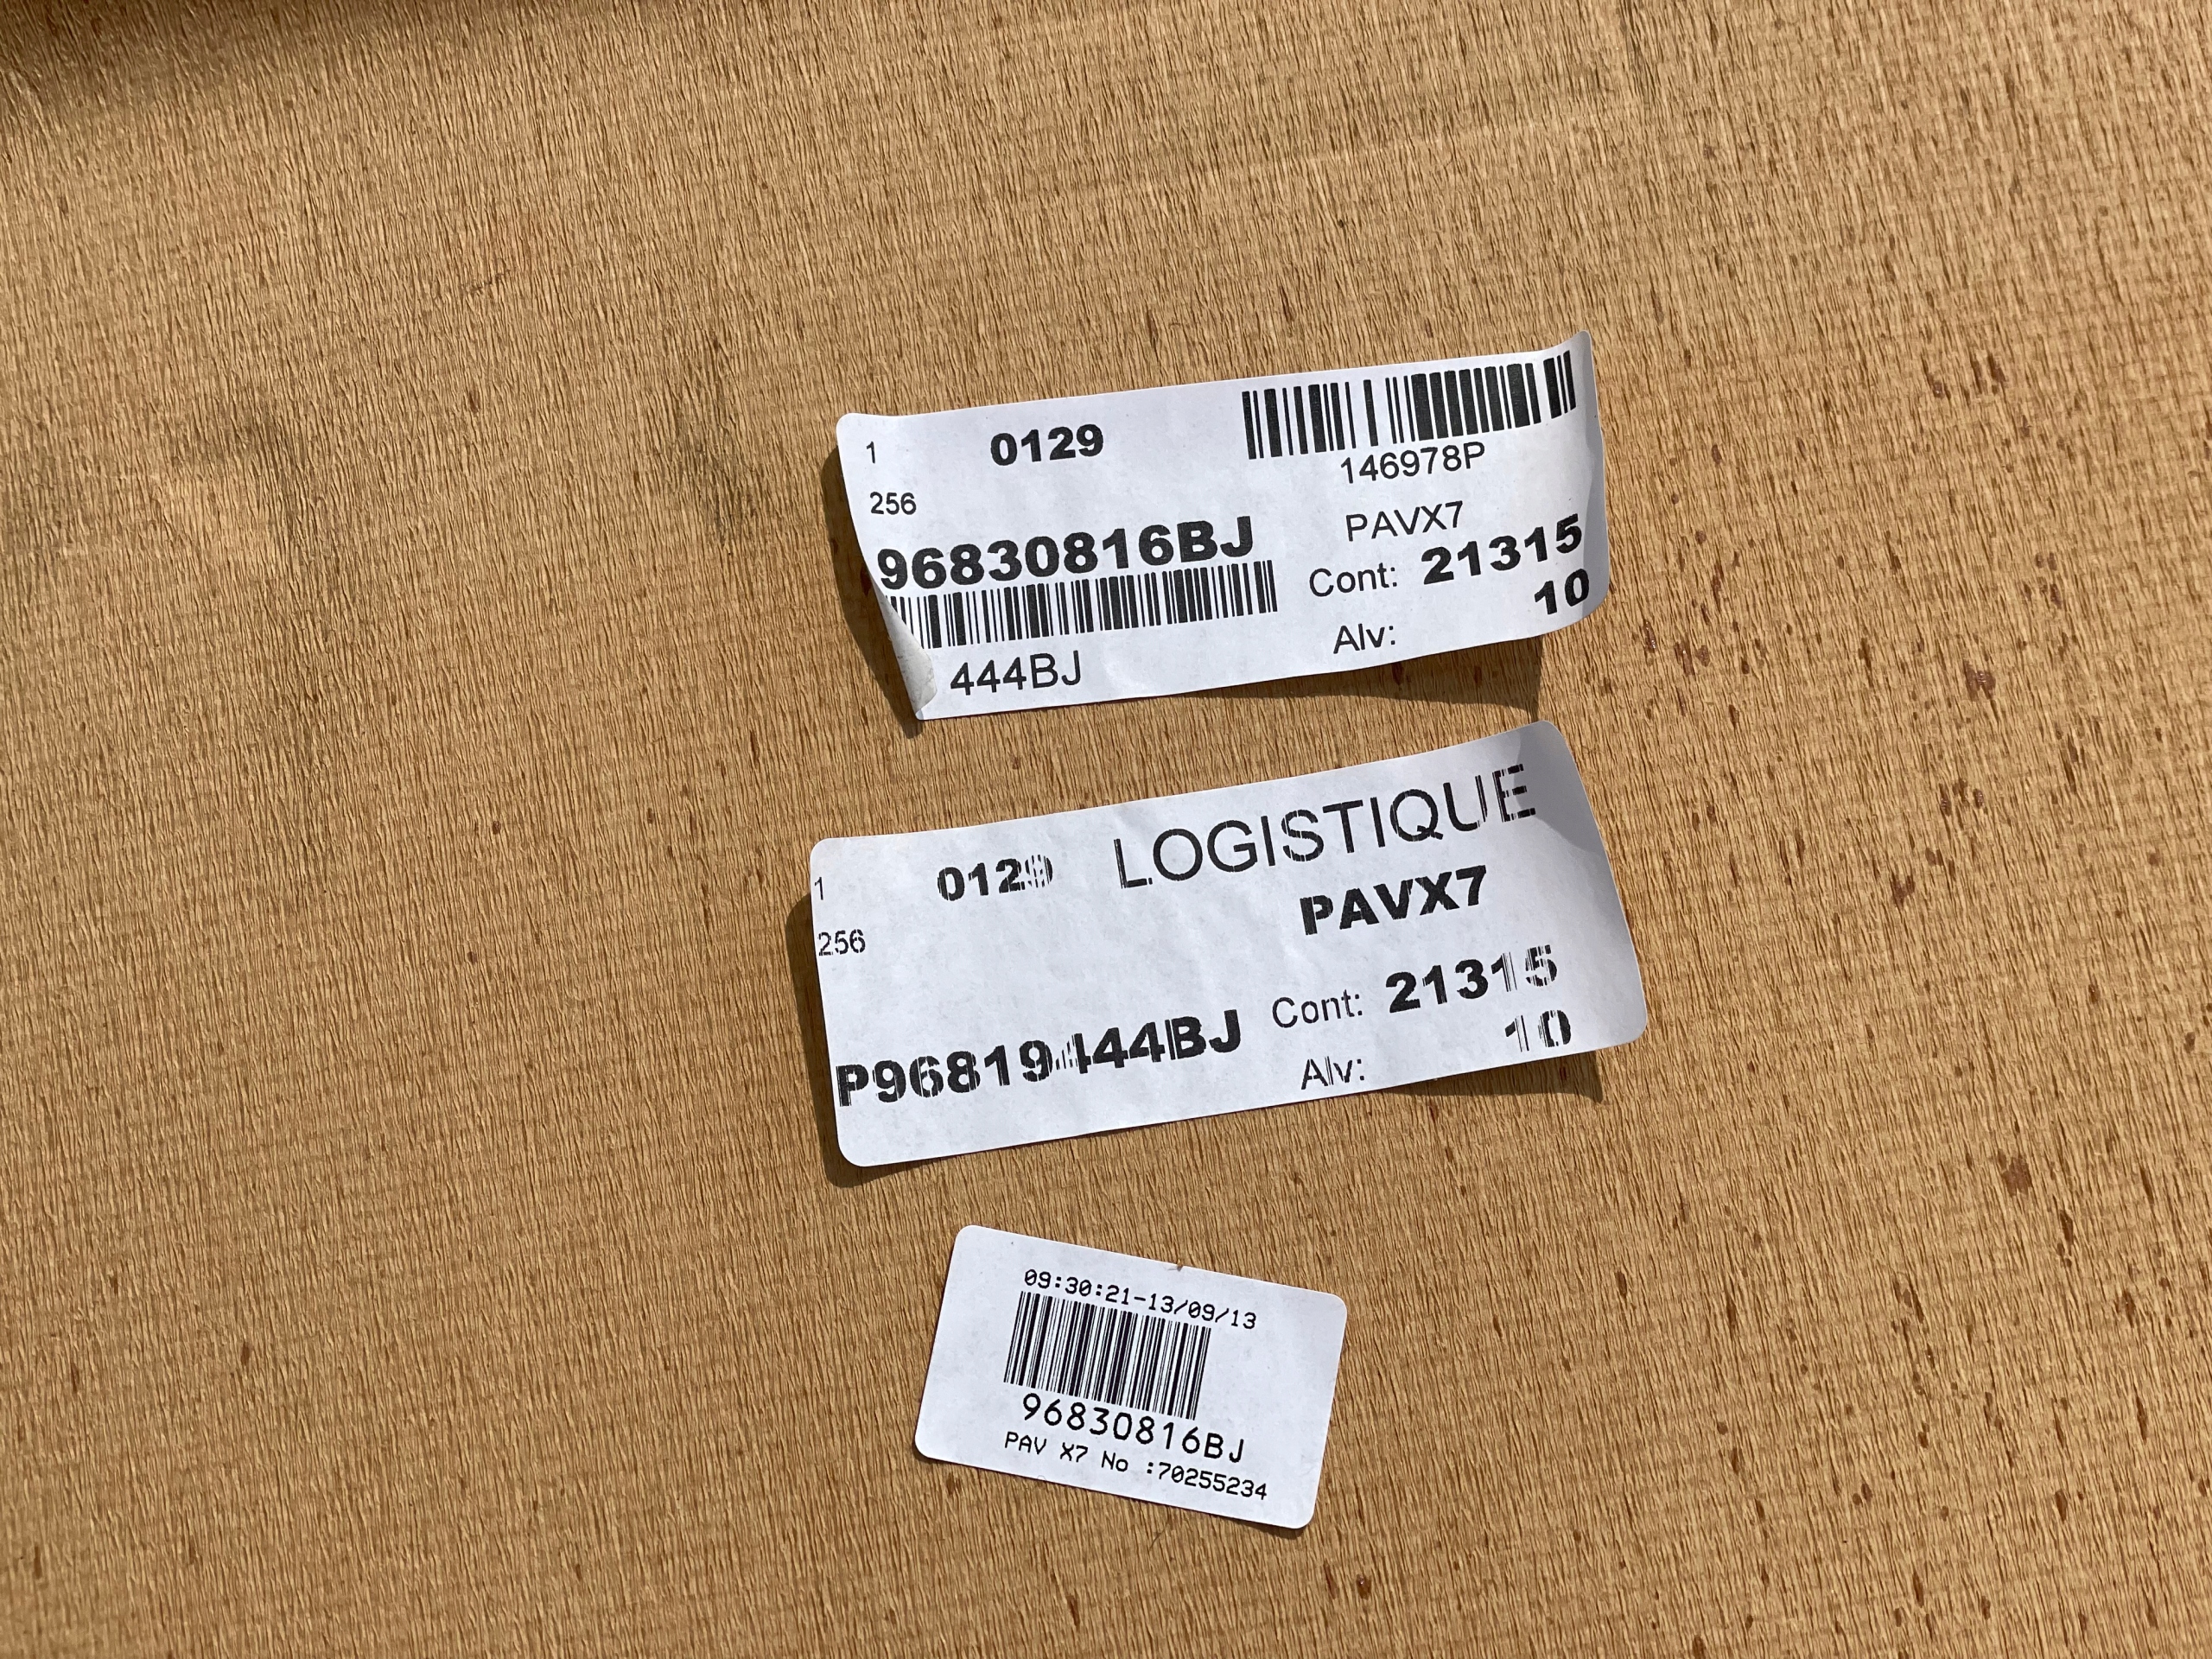 1 0129
146978P
256
PAVX7
96830816BJ
Cont: 21315
10
444BJ
Alv:
1 0129 LOGISTIQUE
PAVX7
256
Cont: 21315
P96819444BJ
10
Alv:
09:30:21-13/09/13
96830816BJ
PAV X7 No :70255234